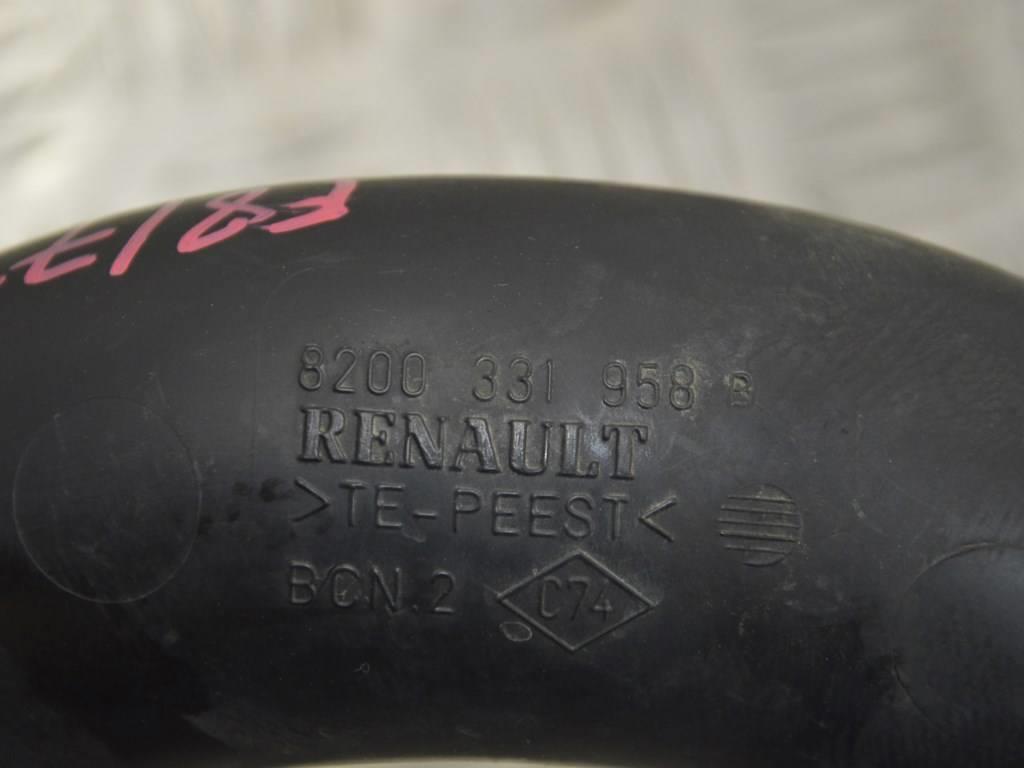 8200 331 958 B
RENAULT
>TE-PEEST<
BCN.2 C74